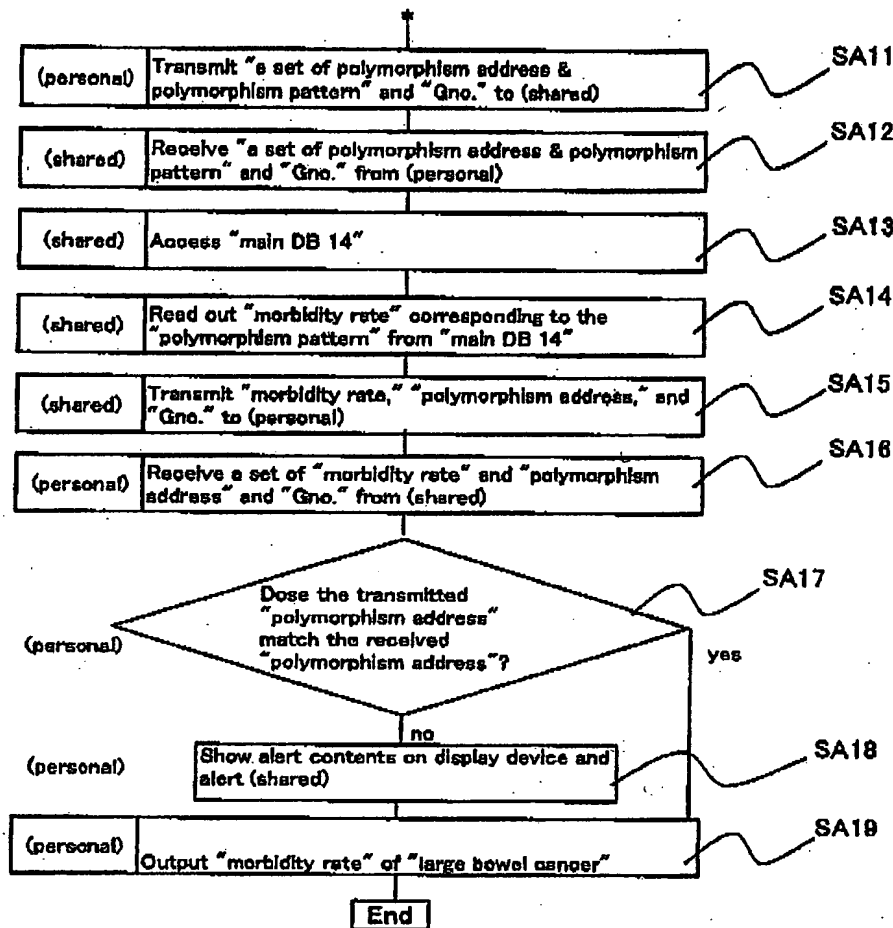 *
(personal) Transmit "a set of polymorphism address &
polymorphism pattern" and "Gno." to (shared)
SA11
(shared) Receive "a set of polymorphism address & polymorphism
pattern" and "Gno." from (personal)
SA12
(shared) Access "main DB 14"
SA13
(shared) Read out "morbidity rate" corresponding to the
"polymorphism pattern" from "main DB 14"
SA14
(shared) Transmit "morbidity rate," "polymorphism address," and
"Gno." to (personal)
SA15
(personal) Receive a set of "morbidity rate" and "polymorphism
address" and "Gno." from (shared)
SA16
(personal)
Dose the transmitted
"polymorphism address"
match the received
"polymorphism address"?
SA17
yes
no
(personal)
Show alert contents on display device and
alert (shared)
SA18
(personal)
Output "morbidity rate" of "large bowel cancer"
SA19
End